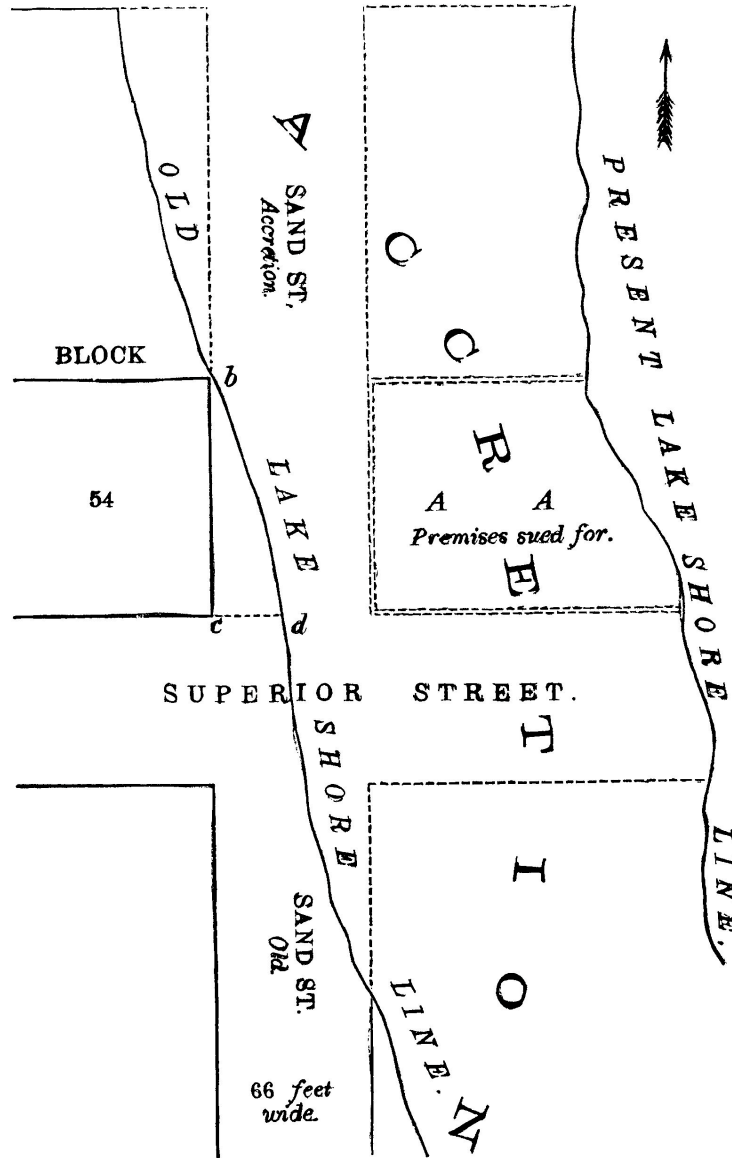 OLD LAKE SHORE LINE.
PRESENT LAKE SHORE LINE.
ACCRETION
SAND ST,
Accretion.
BLOCK
b
54
A A
Premises sued for.
c d
SUPERIOR STREET.
SAND ST.
Old.
66 feet
wide.